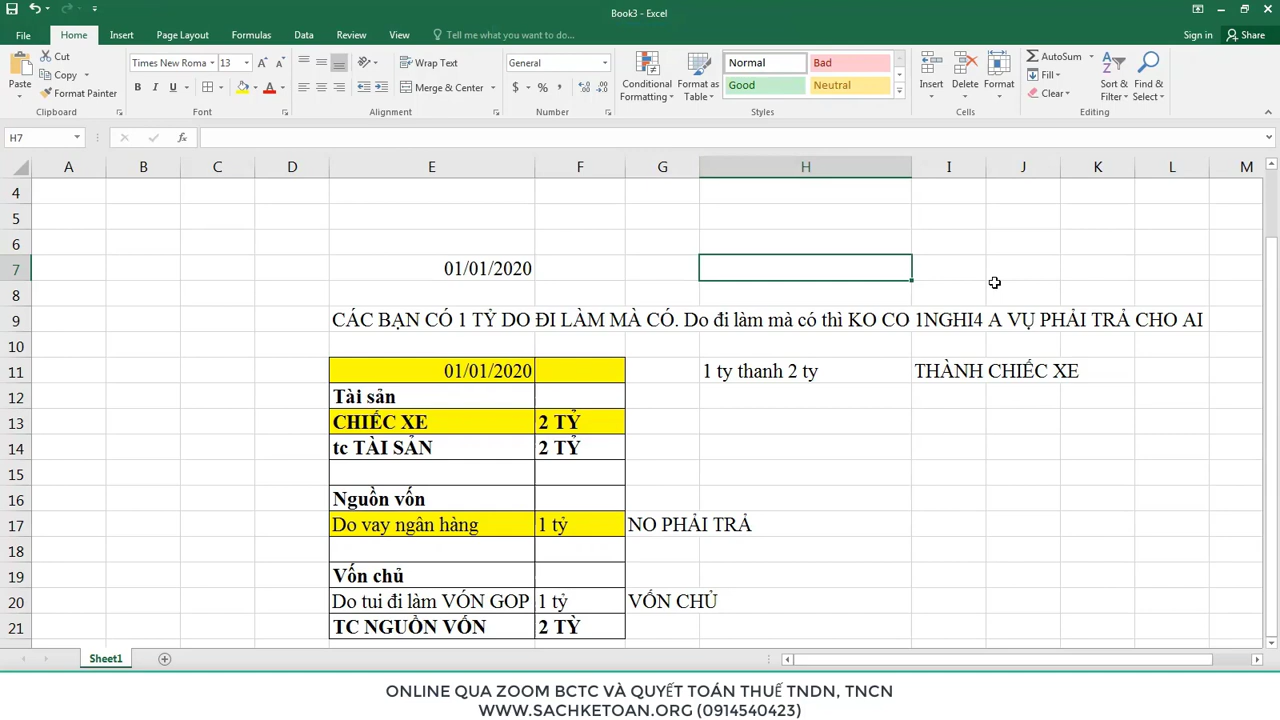 Book3 - Excel
File Home Insert Page Layout Formulas Data Review View Tell me what you want to do... Sign in Share
Paste Cut Copy Format Painter Clipboard
Times New Roma 13 B I U A Font
Wrap Text Merge & Center Alignment
General $ % , Number
Conditional Formatting Format as Table Normal Bad Good Neutral Styles
Insert Delete Format Cells
AutoSum Fill Clear Sort & Filter Find & Select Editing
H7 fx
A B C D E F G H I J K L M
4
5
6
7 01/01/2020
8
9 CÁC BẠN CÓ 1 TỶ DO ĐI LÀM MÀ CÓ. Do đi làm mà có thì KO CO 1NGHI4 A VỤ PHẢI TRẢ CHO AI
10
11 01/01/2020 1 ty thanh 2 ty THÀNH CHIẾC XE
12 Tài sản
13 CHIẾC XE 2 TỶ
14 tc TÀI SẢN 2 TỶ
15
16 Nguồn vốn
17 Do vay ngân hàng 1 tỷ NO PHẢI TRẢ
18
19 Vốn chủ
20 Do tui đi làm VÓN GOP 1 tỷ VỐN CHỦ
21 TC NGUỒN VỐN 2 TỶ
Sheet1
ONLINE QUA ZOOM BCTC VÀ QUYẾT TOÁN THUẾ TNDN, TNCN
WWW.SACHKETOAN.ORG (0914540423)